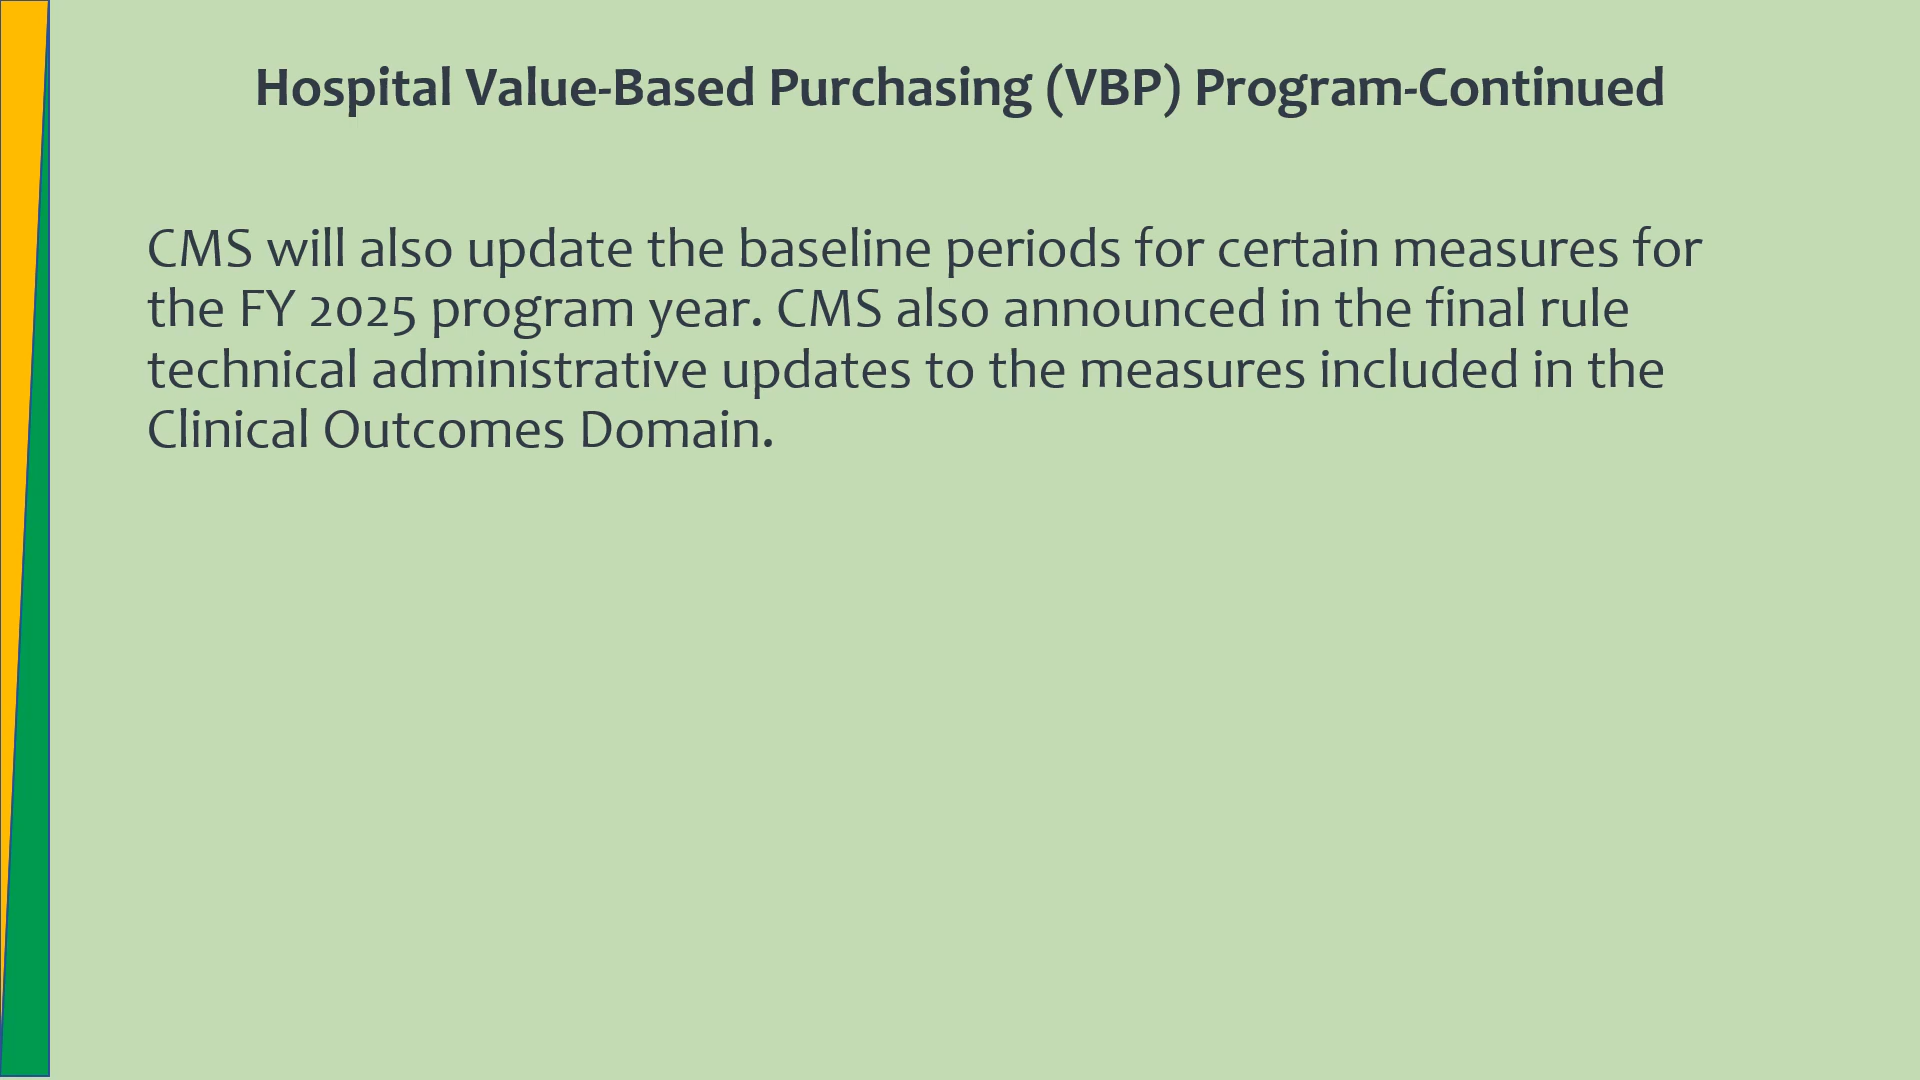 Hospital Value-Based Purchasing (VBP) Program-Continued
CMS will also update the baseline periods for certain measures for
the FY 2025 program year. CMS also announced in the final rule
technical administrative updates to the measures included in the
Clinical Outcomes Domain.